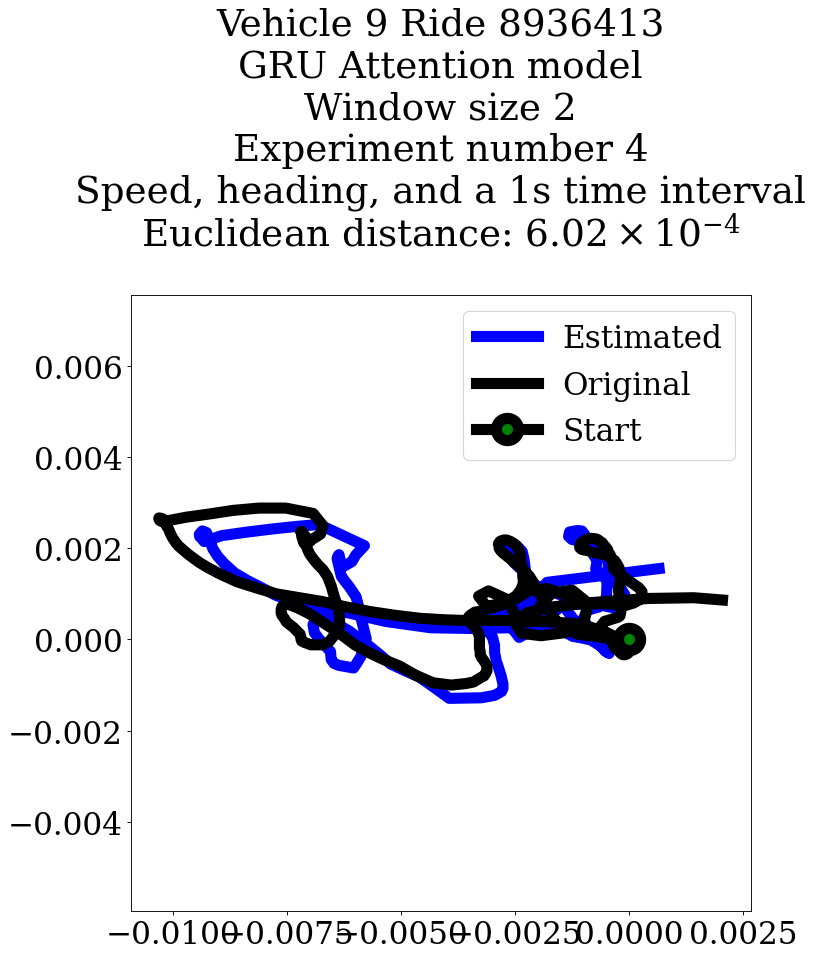 Vehicle 9 Ride 8936413
GRU Attention model
Window size 2
Experiment number 4
Speed, heading, and a 1s time interval
Euclidean distance: 6.02 × 10⁻⁴
Estimated
Original
Start
0.006
0.004
0.002
0.000
−0.002
−0.004
−0.0100 −0.0075 −0.0050 −0.0025 0.0000 0.0025